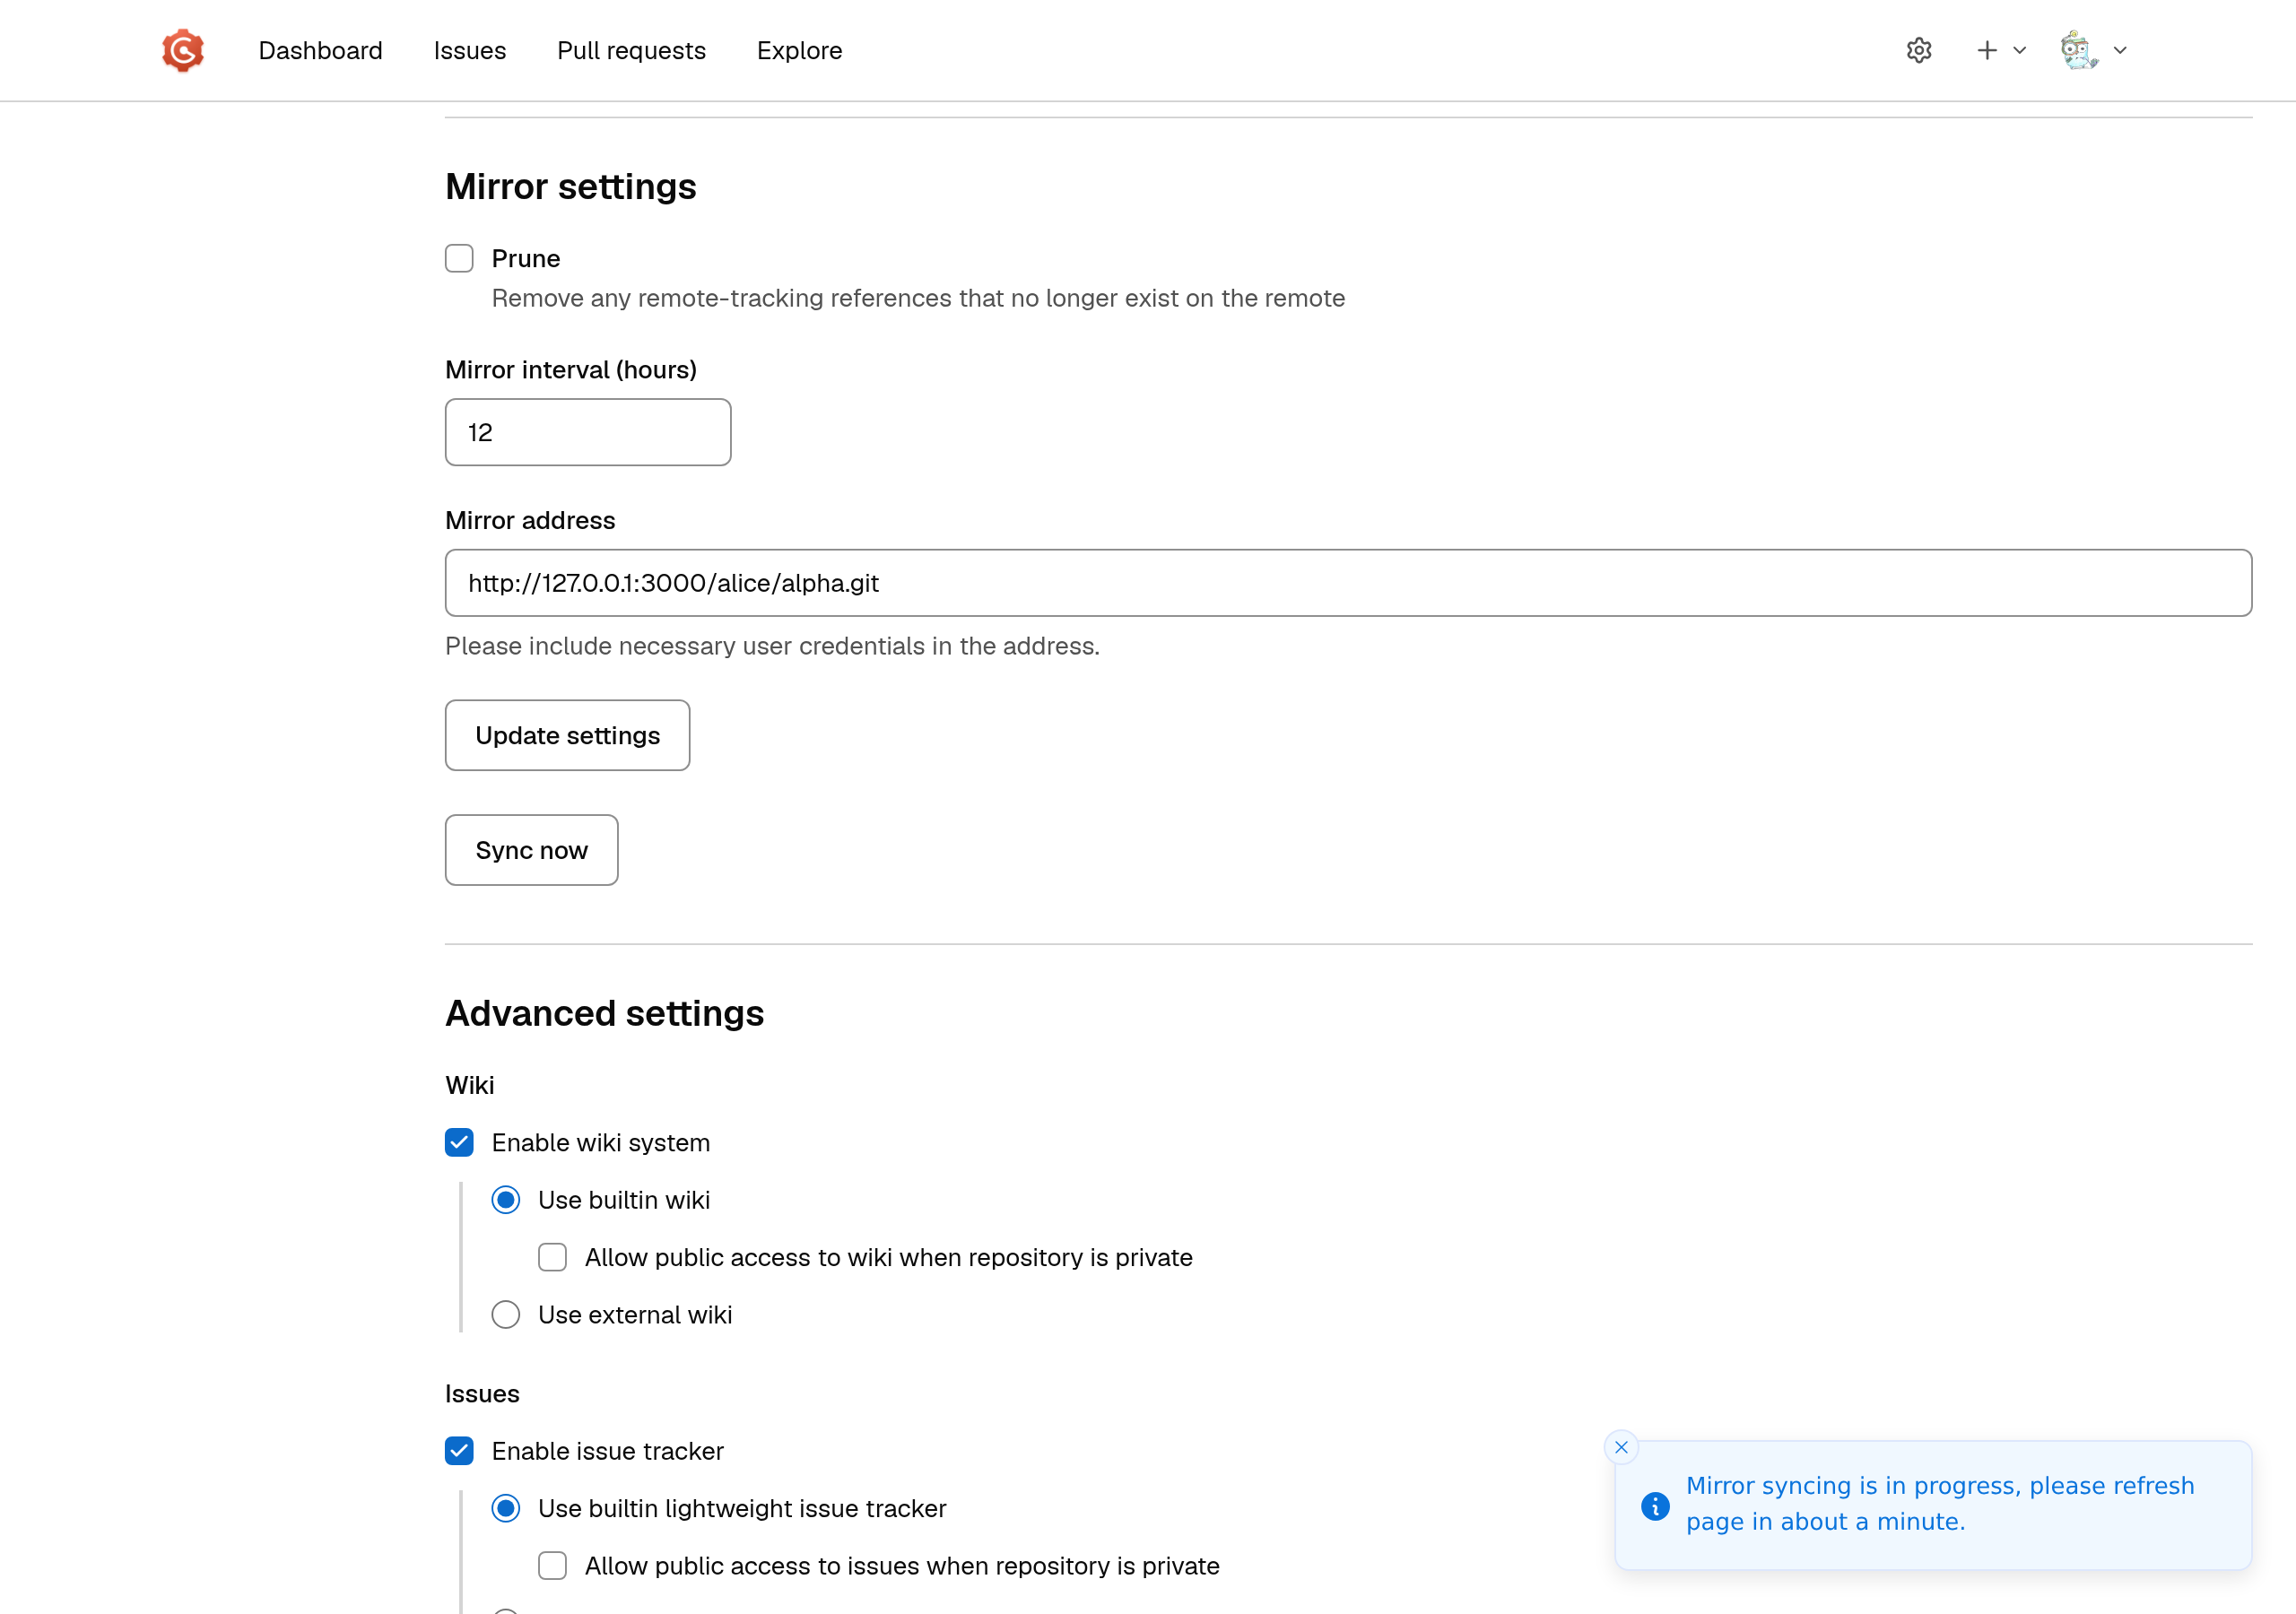 Dashboard
Issues
Pull requests
Explore
Mirror settings
Prune
Remove any remote-tracking references that no longer exist on the remote
Mirror interval (hours)
12
Mirror address
http://127.0.0.1:3000/alice/alpha.git
Please include necessary user credentials in the address.
Update settings
Sync now
Advanced settings
Wiki
Enable wiki system
Use builtin wiki
Allow public access to wiki when repository is private
Use external wiki
Issues
Enable issue tracker
Use builtin lightweight issue tracker
Allow public access to issues when repository is private
Mirror syncing is in progress, please refresh
page in about a minute.